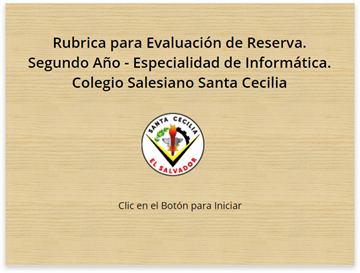 Rubrica para Evaluación de Reserva.
Segundo Año - Especialidad de Informática.
Colegio Salesiano Santa Cecilia
SANTA CECILIA
EL SALVADOR
Clic en el Botón para Iniciar